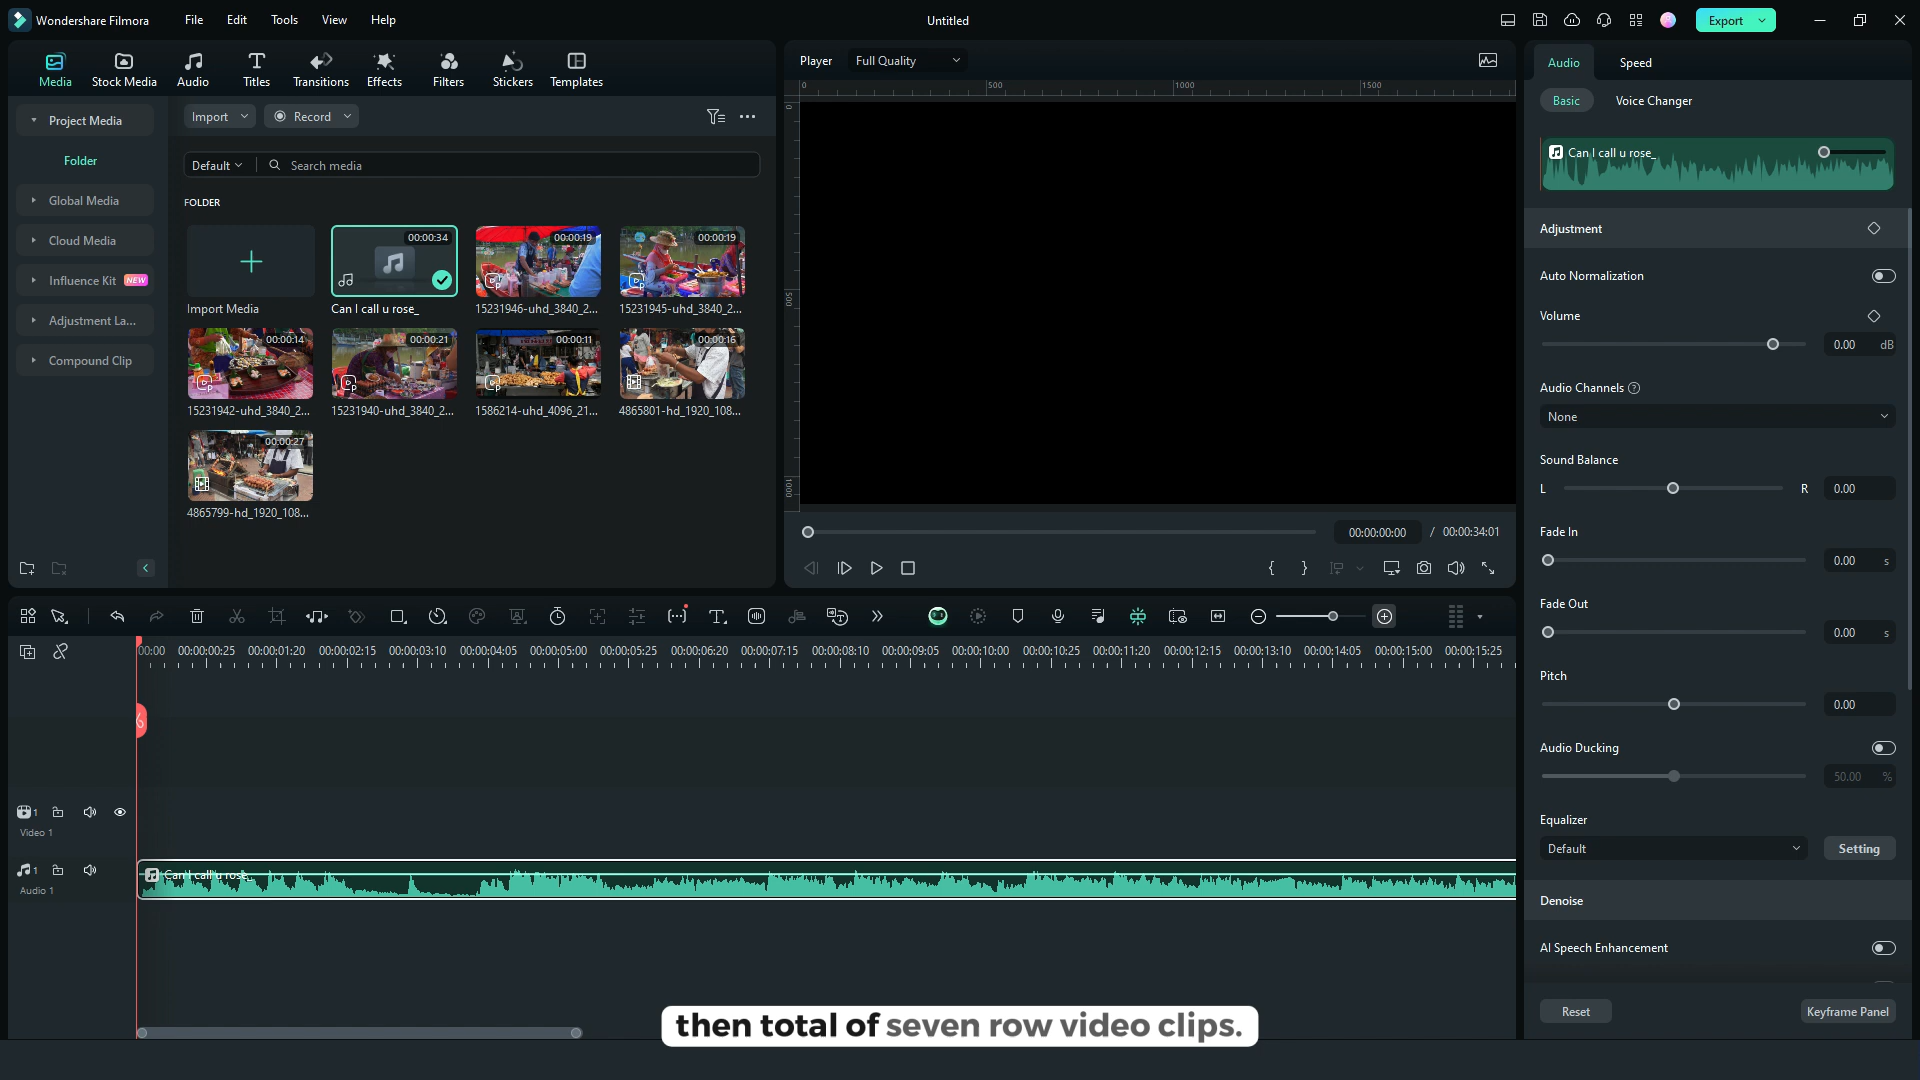 Wondershare Filmora
File
Edit
Tools
View
Help
Untitled
Export
Media
Stock Media
Audio
Titles
Transitions
Effects
Filters
Stickers
Templates
Player
Full Quality
Audio
Speed
Basic
Voice Changer
Project Media
Folder
Global Media
Cloud Media
Influence Kit NEW
Adjustment La...
Compound Clip
Import
Record
Default
Search media
FOLDER
Import Media
00:00:34
Can I call u rose_
00:00:19
15231946-uhd_3840_2...
00:00:19
15231945-uhd_3840_2...
00:00:14
15231942-uhd_3840_2...
00:00:21
15231940-uhd_3840_2...
00:00:11
1586214-uhd_4096_21...
00:00:16
4865801-hd_1920_108...
00:00:27
4865799-hd_1920_108...
0
500
1000
1500
0
500
1000
00:00:00:00 / 00:00:34:01
Can I call u rose_
Adjustment
Auto Normalization
Volume
0.00 dB
Audio Channels
None
Sound Balance
L
R
0.00
Fade In
0.00 s
Fade Out
0.00 s
Pitch
0.00
Audio Ducking
50.00 %
Equalizer
Default
Setting
Denoise
AI Speech Enhancement
Reset
Keyframe Panel
00:00 00:00:00:25 00:00:01:20 00:00:02:15 00:00:03:10 00:00:04:05 00:00:05:00 00:00:05:25 00:00:06:20 00:00:07:15 00:00:08:10 00:00:09:05 00:00:10:00 00:00:10:25 00:00:11:20 00:00:12:15 00:00:13:10 00:00:14:05 00:00:15:00 00:00:15:25
1
Video 1
1
Audio 1
Can I call u rose_
then total of seven row video clips.